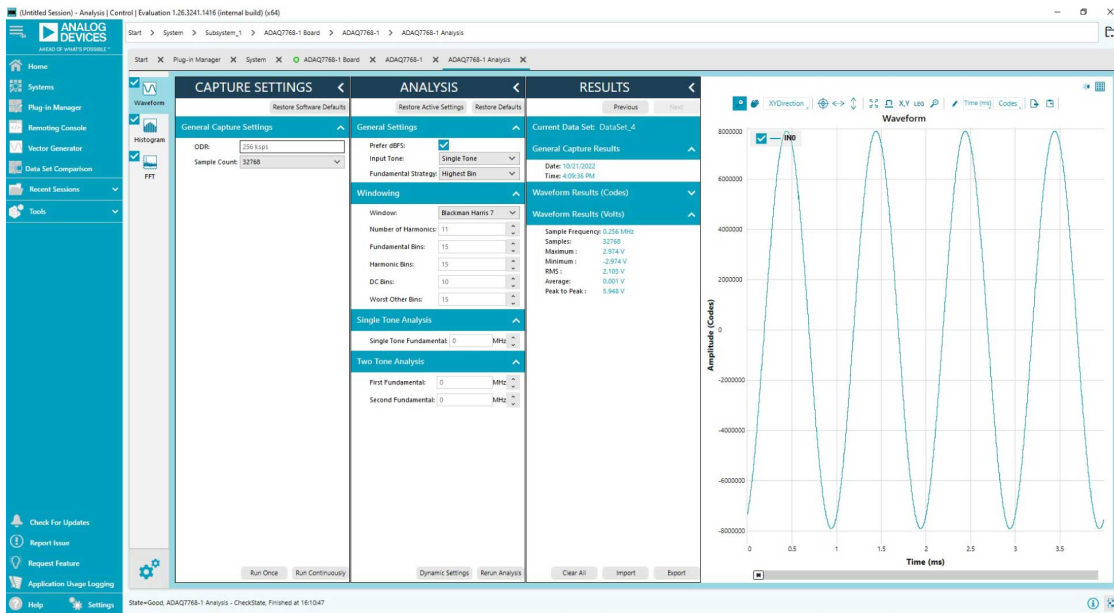 (Untitled Session) - Analysis | Control | Evaluation 1.26.3241.1416 (internal build) (x64)
ANALOG
DEVICES
AHEAD OF WHAT'S POSSIBLE™
Start > System > Subsystem_1 > ADAQ7768-1 Board > ADAQ7768-1 > ADAQ7768-1 Analysis
Start X Plug-in Manager X System X ADAQ7768-1 Board X ADAQ7768-1 X ADAQ7768-1 Analysis X
Home
Systems
Plug-in Manager
Remoting Console
Vector Generator
Data Set Comparison
Recent Sessions
Tools
Check For Updates
Report Issue
Request Feature
Application Usage Logging
Help Settings
Waveform
Histogram
FFT
CAPTURE SETTINGS
Restore Software Defaults
General Capture Settings
ODR: 256 ksps
Sample Count: 32768
Run Once Run Continuously
ANALYSIS
Restore Active Settings Restore Defaults
General Settings
Prefer dBFS:
Input Tone: Single Tone
Fundamental Strategy: Highest Bin
Windowing
Window: Blackman Harris 7
Number of Harmonics: 11
Fundamental Bins: 15
Harmonic Bins: 15
DC Bins: 10
Worst Other Bins: 15
Single Tone Analysis
Single Tone Fundamental: 0 MHz
Two Tone Analysis
First Fundamental: 0 MHz
Second Fundamental: 0 MHz
Dynamic Settings Rerun Analysis
RESULTS
Previous Next
Current Data Set: DataSet_4
General Capture Results
Date: 10/21/2022
Time: 4:09:36 PM
Waveform Results (Codes)
Waveform Results (Volts)
Sample Frequency: 0.256 MHz
Samples: 32768
Maximum : 2.974 V
Minimum : -2.974 V
RMS : 2.103 V
Average: 0.001 V
Peak to Peak : 5.948 V
Clear All Import Export
XYDirection X,Y LEG Time (ms) Codes
Waveform
IN0
8000000
6000000
4000000
2000000
0
-2000000
-4000000
-6000000
-8000000
Amplitude (Codes)
0 0.5 1 1.5 2 2.5 3 3.5
Time (ms)
State=Good, ADAQ7768-1 Analysis - CheckState, Finished at 16:10:47